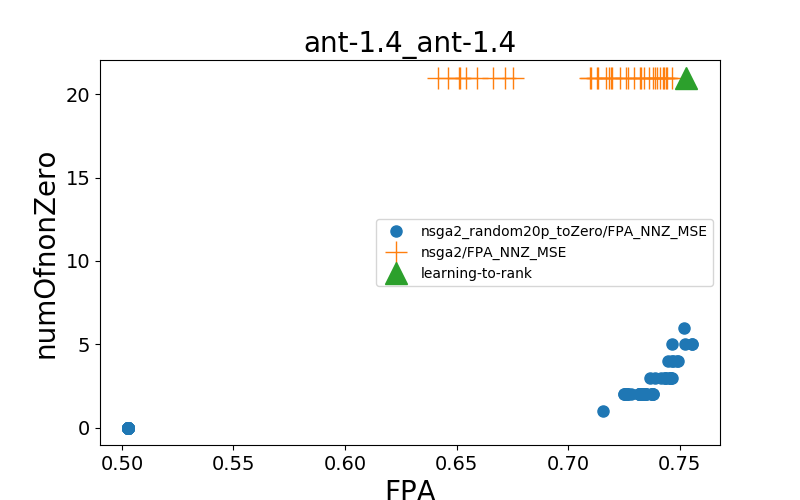 ant-1.4_ant-1.4
numOfnonZero
20
15
10
5
0
nsga2_random20p_toZero/FPA_NNZ_MSE
nsga2/FPA_NNZ_MSE
learning-to-rank
0.50 0.55 0.60 0.65 0.70 0.75
FPA